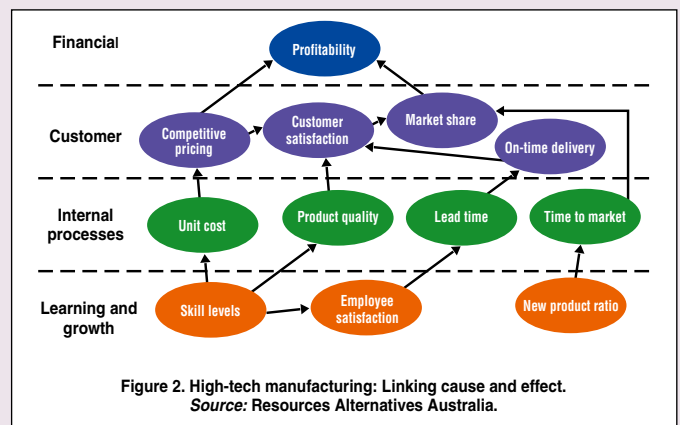 Financial
Profitability
Customer
Competitive
pricing
Customer
satisfaction
Market share
On-time delivery
Internal
processes
Unit cost
Product quality
Lead time
Time to market
Learning and
growth
Skill levels
Employee
satisfaction
New product ratio
Figure 2. High-tech manufacturing: Linking cause and effect.
Source: Resources Alternatives Australia.